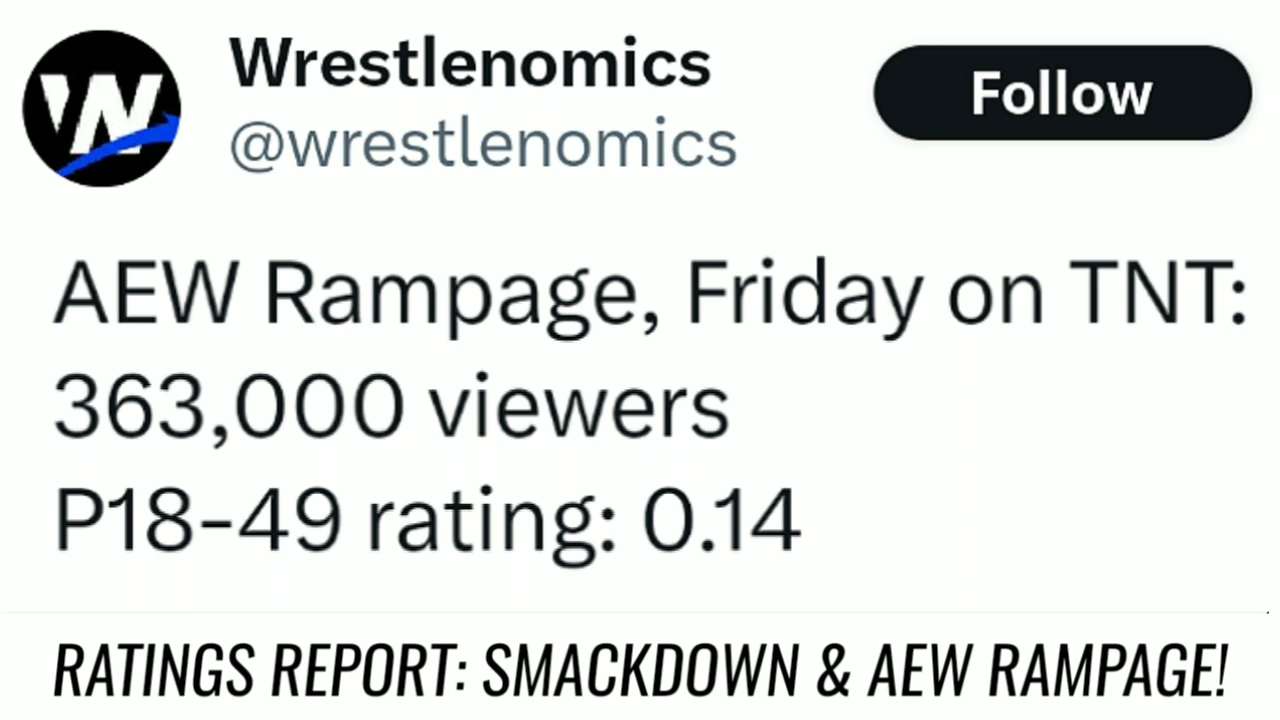 Wrestlenomics
@wrestlenomics
Follow
AEW Rampage, Friday on TNT:
363,000 viewers
P18-49 rating: 0.14
RATINGS REPORT: SMACKDOWN & AEW RAMPAGE!